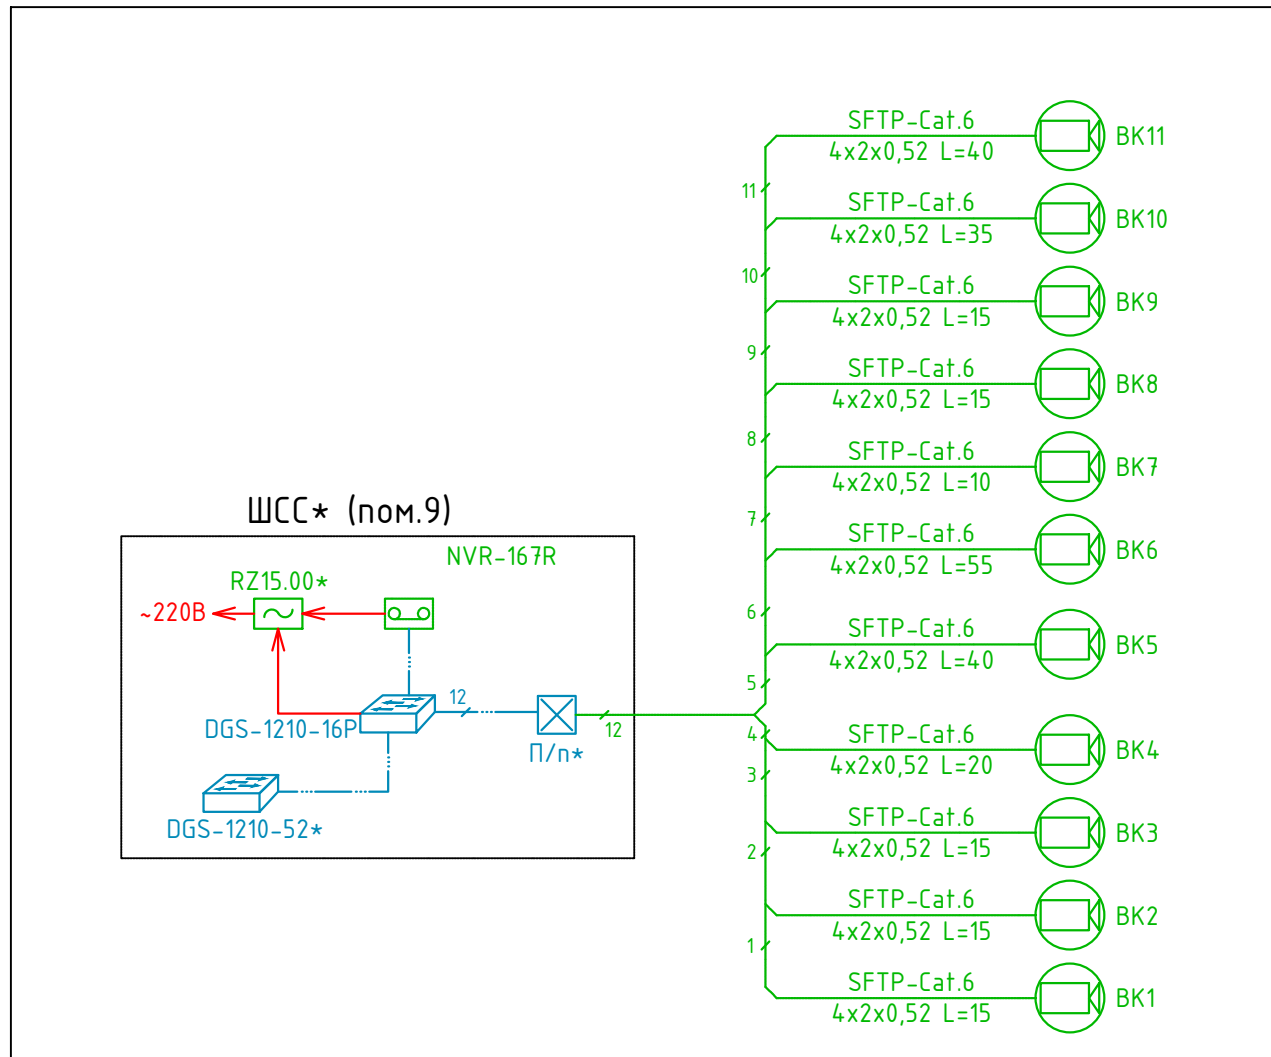 SFTP-Cat.6
4x2x0,52 L=40
ВК11
11
SFTP-Cat.6
4x2x0,52 L=35
ВК10
10
SFTP-Cat.6
4x2x0,52 L=15
ВК9
9
SFTP-Cat.6
4x2x0,52 L=15
ВК8
8
SFTP-Cat.6
4x2x0,52 L=10
ВК7
7
SFTP-Cat.6
4x2x0,52 L=55
ВК6
6
SFTP-Cat.6
4x2x0,52 L=40
ВК5
5
4
SFTP-Cat.6
4x2x0,52 L=20
ВК4
3
SFTP-Cat.6
4x2x0,52 L=15
ВК3
2
SFTP-Cat.6
4x2x0,52 L=15
ВК2
1
SFTP-Cat.6
4x2x0,52 L=15
ВК1
ШСС* (пом.9)
NVR-167R
RZ15.00*
~220В
12
DGS-1210-16P
П/п*
12
DGS-1210-52*